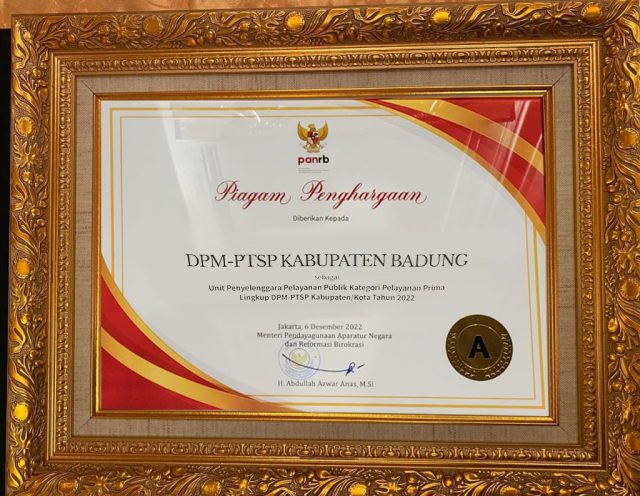 panrb
Piagam Penghargaan
Diberikan Kepada
DPM-PTSP KABUPATEN BADUNG
sebagai
Unit Penyelenggara Pelayanan Publik Kategori Pelayanan Prima
Lingkup DPM-PTSP Kabupaten/Kota Tahun 2022
Jakarta, 6 Desember 2022
Menteri Pendayagunaan Aparatur Negara
dan Reformasi Birokrasi
H. Abdullah Azwar Anas, M.Si
A